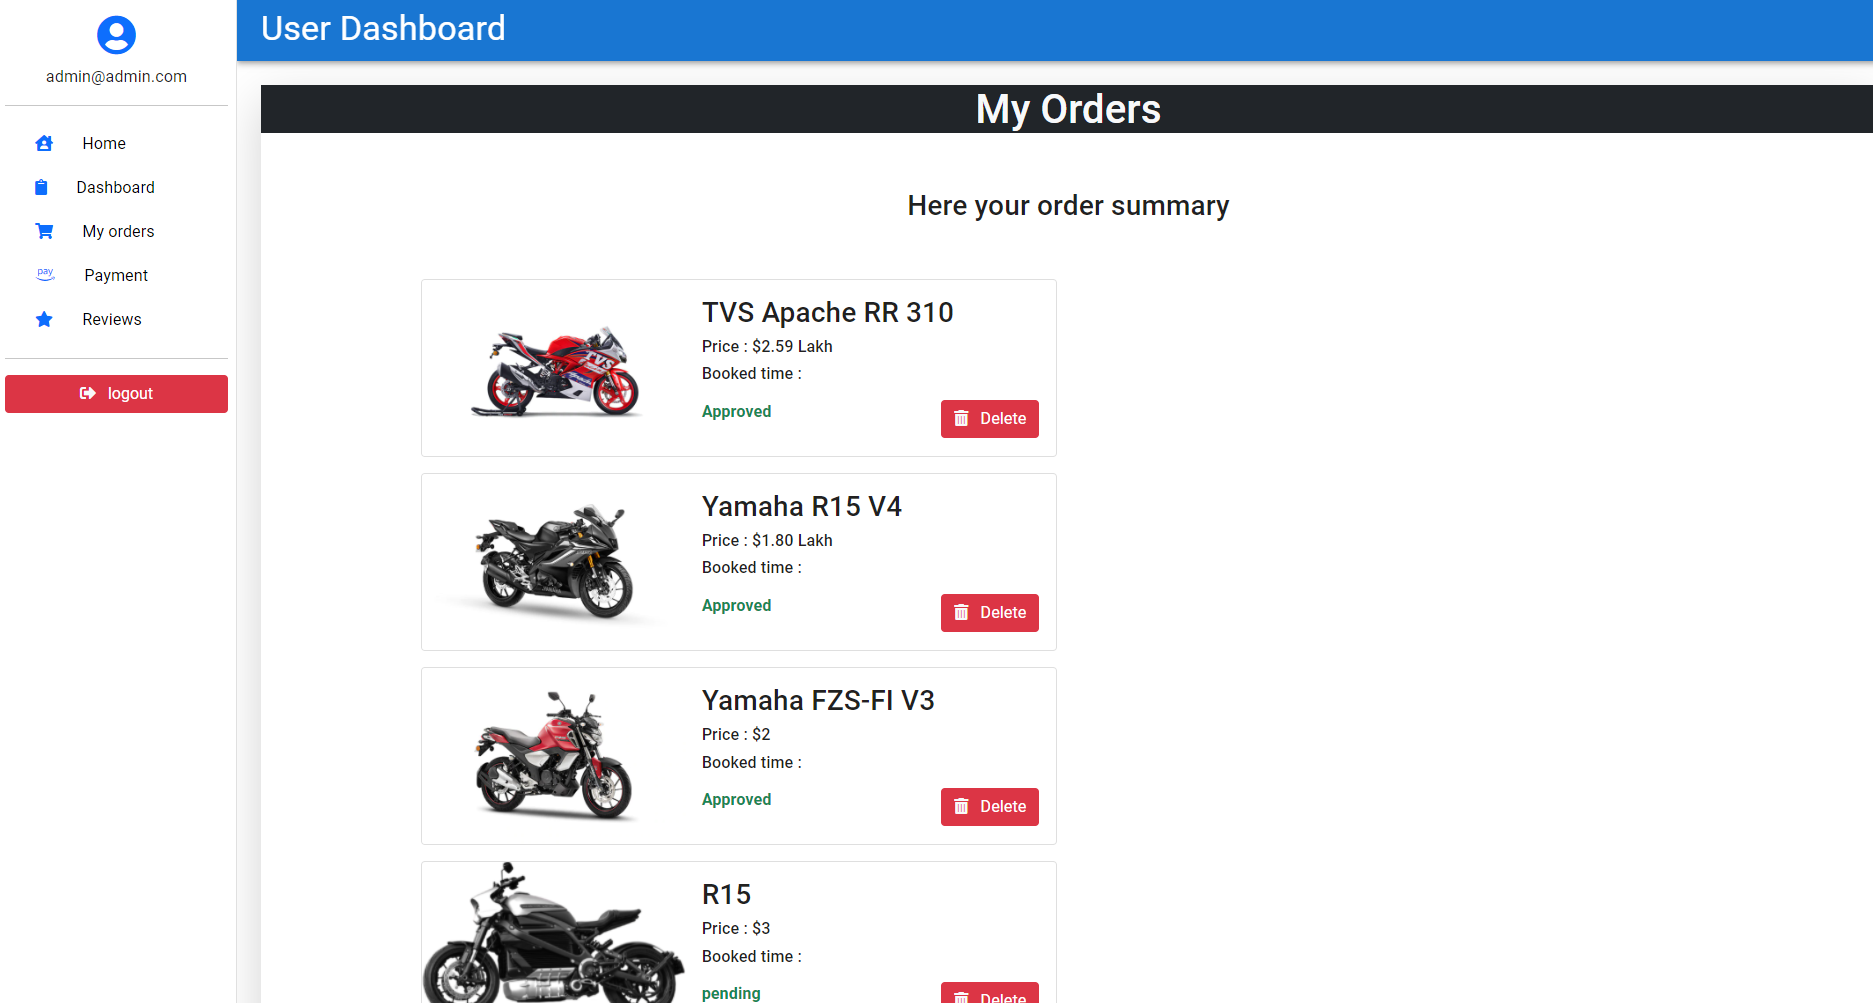 User Dashboard
admin@admin.com
Home
Dashboard
My orders
pay
Payment
Reviews
logout
My Orders
Here your order summary
TVS
TVS Apache RR 310
Price : $2.59 Lakh
Booked time :
Approved
Delete
Yamaha R15 V4
Price : $1.80 Lakh
Booked time :
Approved
Delete
Yamaha FZS-FI V3
Price : $2
Booked time :
Approved
Delete
R15
Price : $3
Booked time :
pending
Delete